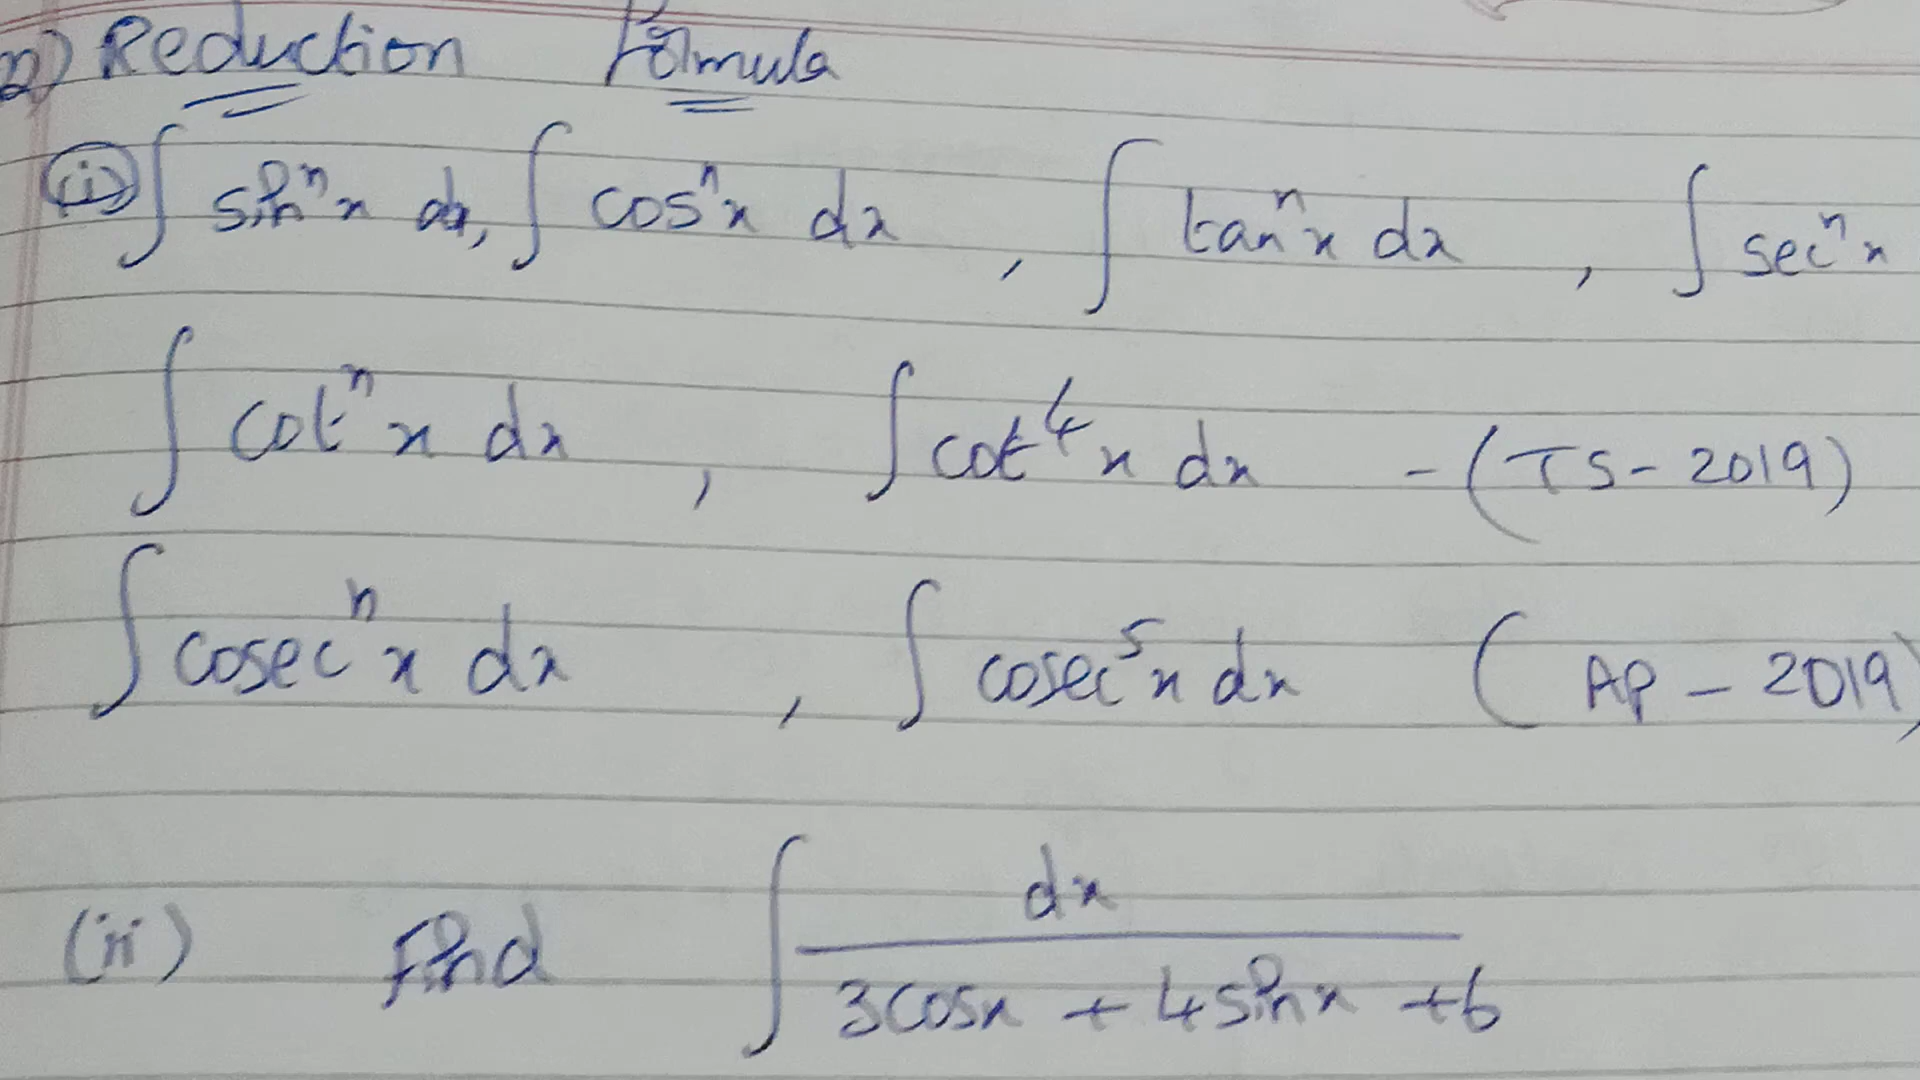 2) Reduction Formula
(i) ∫ sinⁿx dx, ∫ cosⁿx dx , ∫ tanⁿx dx , ∫ secⁿx
∫ cotⁿ x dx , ∫ cot⁴x dx - (TS - 2019)
∫ cosecⁿx dx , ∫ cosec⁵x dx (AP - 2019)
(ii) Find ∫ dx / 3cosx + 4sinx + 6